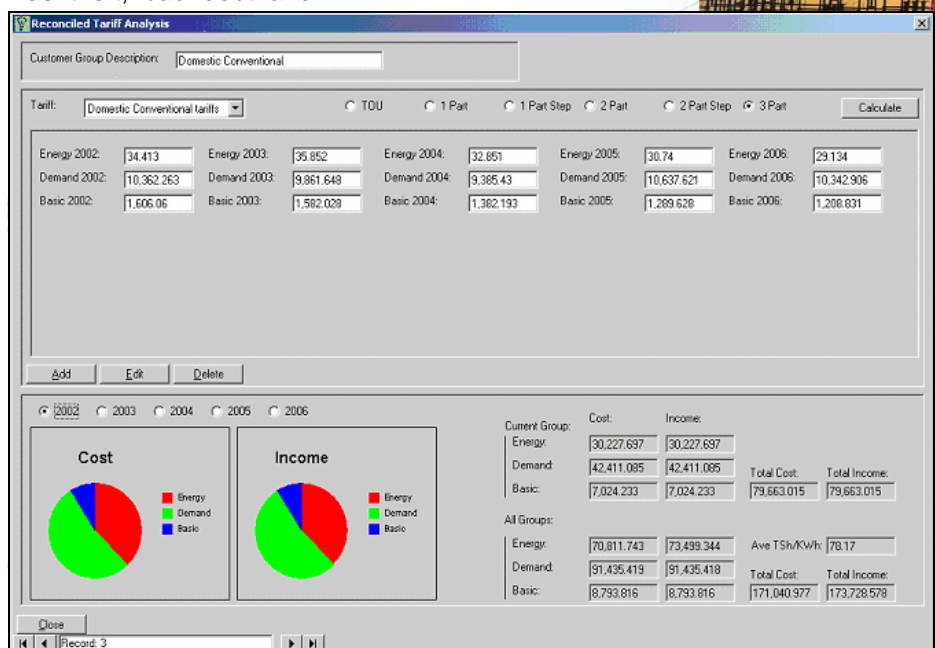 Reconciled Tariff Analysis
Customer Group Description: Domestic Conventional
Tariff: Domestic Conventional tariffs TOU 1 Part 1 Part Step 2 Part 2 Part Step 3 Part Calculate
Energy 2002: 34.413 Energy 2003: 35.852 Energy 2004: 32.851 Energy 2005: 30.74 Energy 2006: 29.134
Demand 2002: 10,362.263 Demand 2003: 9,861.648 Demand 2004: 9,385.43 Demand 2005: 10,637.621 Demand 2006: 10,342.906
Basic 2002: 1,606.06 Basic 2003: 1,582.028 Basic 2004: 1,382.193 Basic 2005: 1,289.628 Basic 2006: 1,208.831
Add Edit Delete
2002 2003 2004 2005 2006
Cost
Energy
Demand
Basic
Income
Energy
Demand
Basic
Cost: Income:
Current Group:
Energy: 30,227.697 30,227.697
Demand: 42,411.085 42,411.085 Total Cost: Total Income:
Basic: 7,024.233 7,024.233 79,663.015 79,663.015
All Groups:
Energy: 70,811.743 73,499.344 Ave TSh/KWh: 78.17
Demand: 91,435.419 91,435.418 Total Cost: Total Income:
Basic: 8,793.816 8,793.816 171,040.977 173,728.578
Close
Record: 3